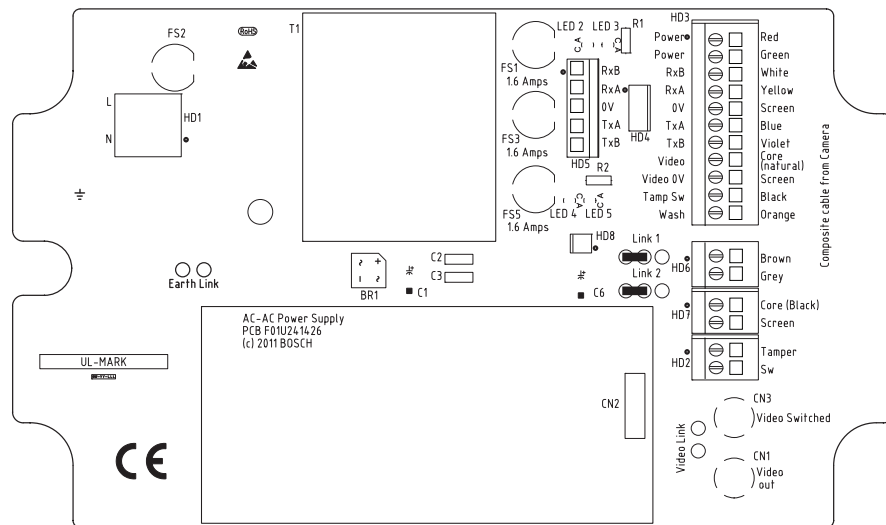 FS2
RoHS
T1
LED 2 LED 3 R1
HD3
C_A
C_A
FS1
1.6 Amps
RxB
RxA
0V
TxA
TxB
HD5
HD4
Power
Power
RxB
RxA
0V
TxA
TxB
Video
Video 0V
Tamp Sw
Wash
Red
Green
White
Yellow
Screen
Blue
Violet
Core
(natural)
Screen
Black
Orange
Composite cable from Camera
L
N
HD1
FS3
1.6 Amps
R2
C_A
C_A
LED 4 LED 5
FS5
1.6 Amps
HD8
Link 1
Link 2
C6
HD6
Brown
Grey
HD7
Core (Black)
Screen
HD2
Tamper
Sw
Earth Link
BR1
C2
C3
C1
AC-AC Power Supply
PCB F01U241426
(c) 2011 BOSCH
UL-MARK
CE
CN2
CN3
Video Switched
Video Link
CN1
Video
out